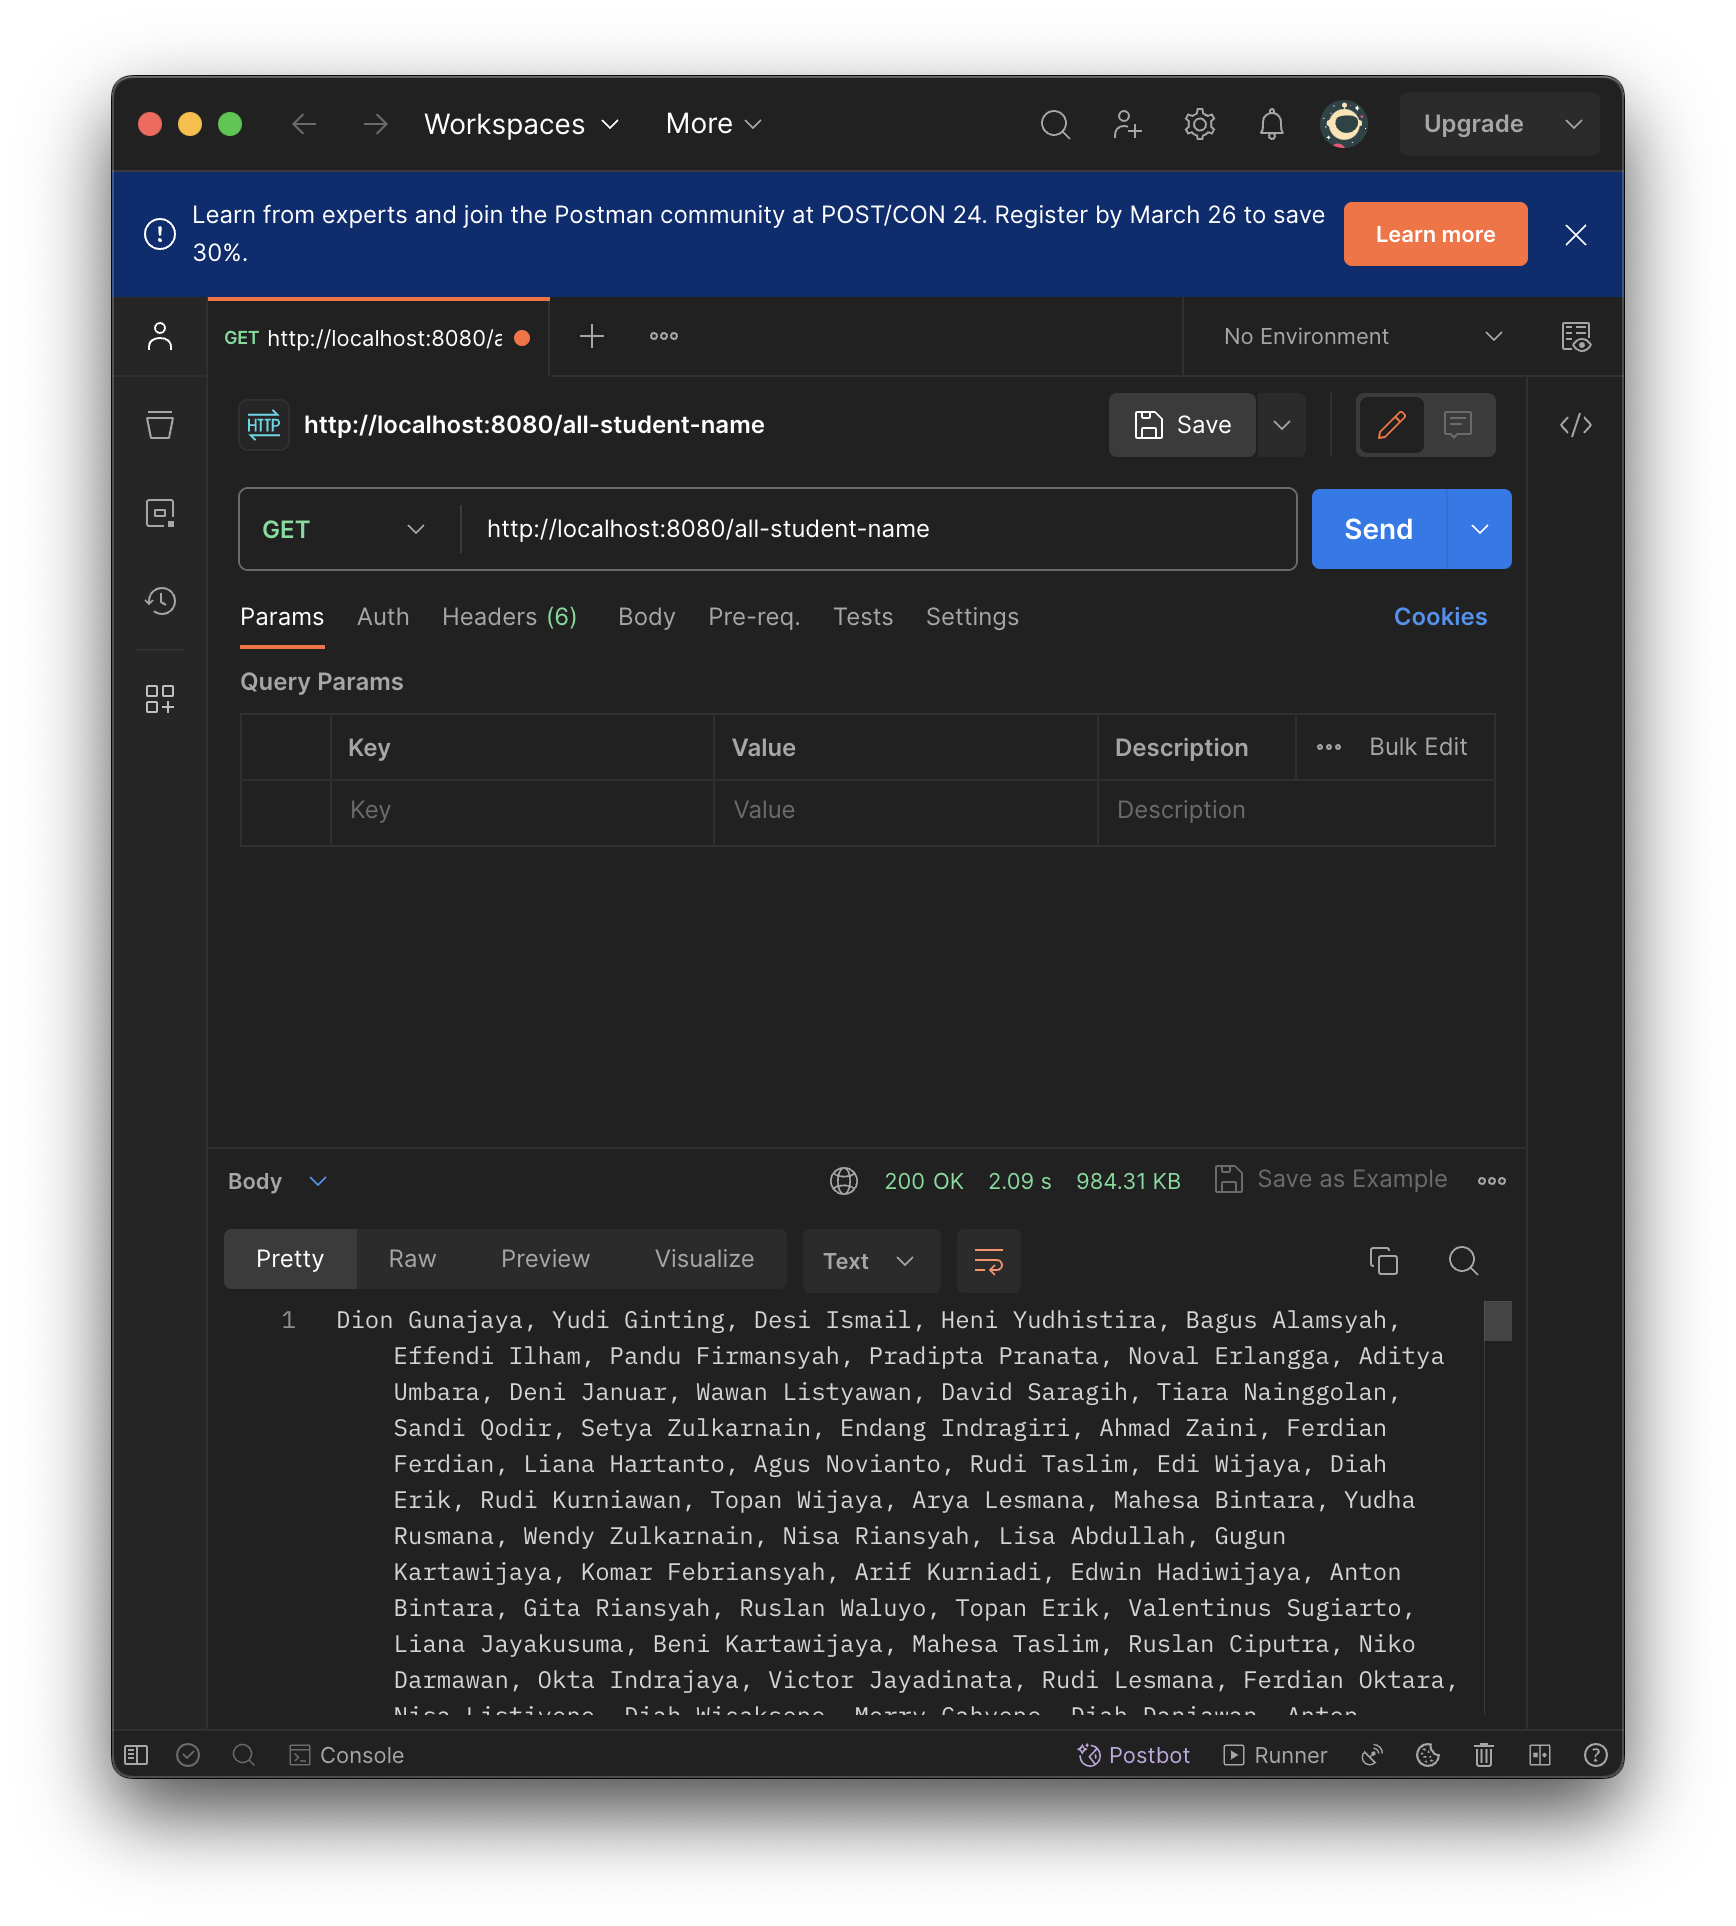 Workspaces More Upgrade
Learn from experts and join the Postman community at POST/CON 24. Register by March 26 to save
30%.
Learn more
GET http://localhost:8080/a
No Environment
HTTP http://localhost:8080/all-student-name
Save
GET http://localhost:8080/all-student-name
Send
Params Auth Headers (6) Body Pre-req. Tests Settings Cookies
Query Params
Key Value Description Bulk Edit
Key Value Description
Body 200 OK 2.09 s 984.31 KB Save as Example
Pretty Raw Preview Visualize Text
1 Dion Gunajaya, Yudi Ginting, Desi Ismail, Heni Yudhistira, Bagus Alamsyah,
Effendi Ilham, Pandu Firmansyah, Pradipta Pranata, Noval Erlangga, Aditya
Umbara, Deni Januar, Wawan Listyawan, David Saragih, Tiara Nainggolan,
Sandi Qodir, Setya Zulkarnain, Endang Indragiri, Ahmad Zaini, Ferdian
Ferdian, Liana Hartanto, Agus Novianto, Rudi Taslim, Edi Wijaya, Diah
Erik, Rudi Kurniawan, Topan Wijaya, Arya Lesmana, Mahesa Bintara, Yudha
Rusmana, Wendy Zulkarnain, Nisa Riansyah, Lisa Abdullah, Gugun
Kartawijaya, Komar Febriansyah, Arif Kurniadi, Edwin Hadiwijaya, Anton
Bintara, Gita Riansyah, Ruslan Waluyo, Topan Erik, Valentinus Sugiarto,
Liana Jayakusuma, Beni Kartawijaya, Mahesa Taslim, Ruslan Ciputra, Niko
Darmawan, Okta Indrajaya, Victor Jayadinata, Rudi Lesmana, Ferdian Oktara,
Console Postbot Runner